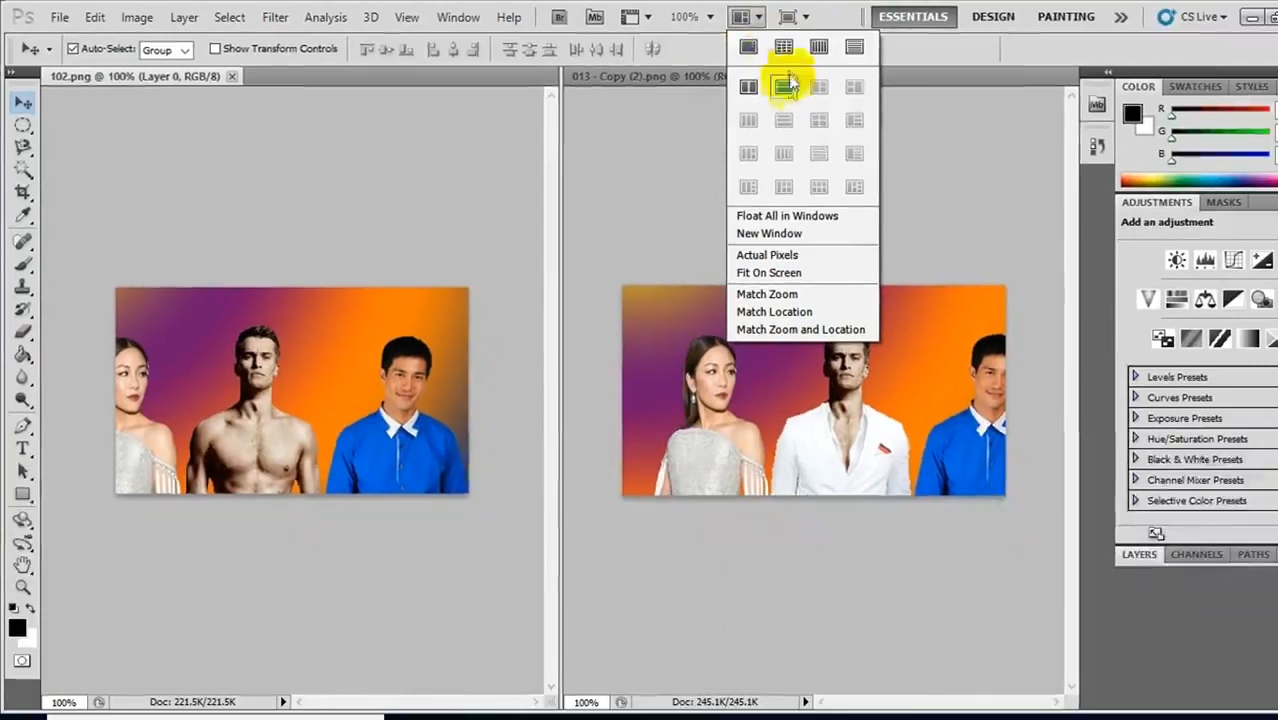 Ps File Edit Image Layer Select Filter Analysis 3D View Window Help Br Mb 100% ESSENTIALS DESIGN PAINTING CS Live
Auto-Select: Group Show Transform Controls
102.png @ 100% (Layer 0, RGB/8) 013 - Copy (2).png @ 100%
Float All in Windows
New Window
Actual Pixels
Fit On Screen
Match Zoom
Match Location
Match Zoom and Location
COLOR SWATCHES STYLES
Mb
R
G
B
ADJUSTMENTS MASKS
Add an adjustment
Levels Presets
Curves Presets
Exposure Presets
Hue/Saturation Presets
Black & White Presets
Channel Mixer Presets
Selective Color Presets
LAYERS CHANNELS PATHS
100% Doc: 221.5K/221.5K 100% Doc: 245.1K/245.1K